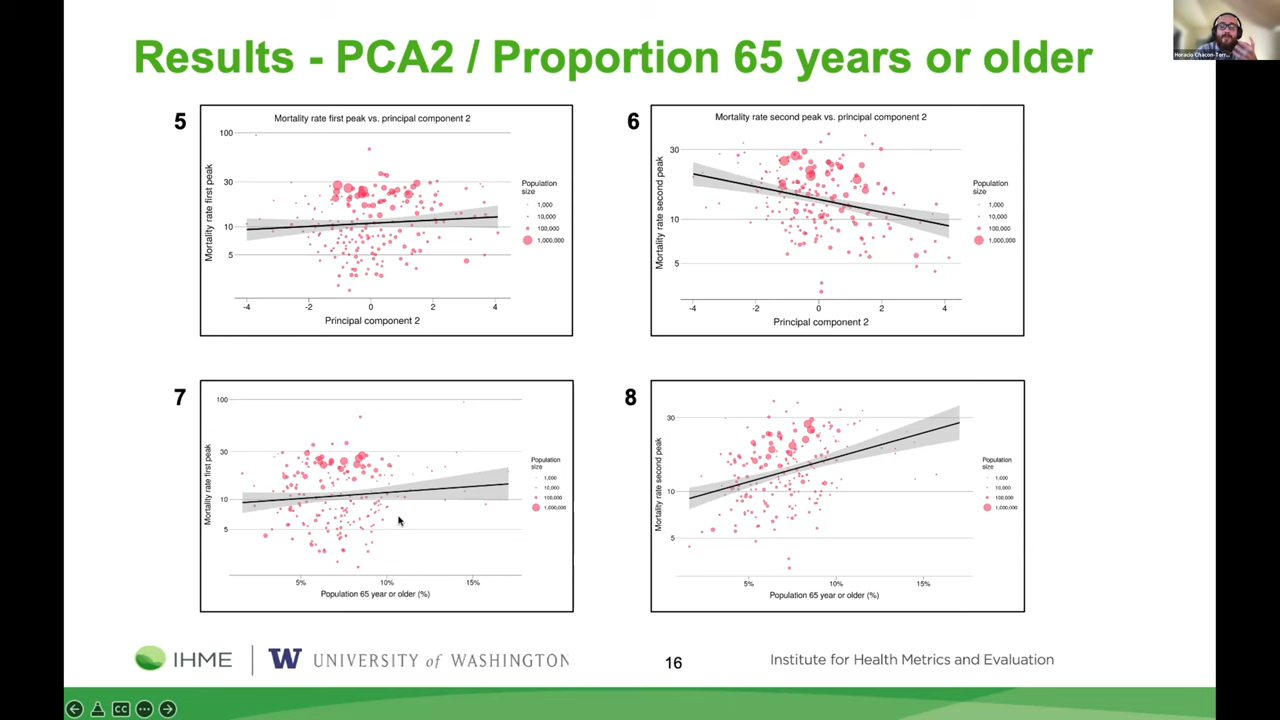 Results - PCA2 / Proportion 65 years or older
5
Mortality rate first peak vs. principal component 2
Mortality rate first peak
100
30
10
5
-4 -2 0 2 4
Principal component 2
Population
size
1,000
10,000
100,000
1,000,000
6
Mortality rate second peak vs. principal component 2
Mortality rate second peak
30
10
5
-4 -2 0 2 4
Principal component 2
Population
size
1,000
10,000
100,000
1,000,000
7
Mortality rate first peak
100
30
10
5
5% 10% 15%
Population 65 year or older (%)
Population
size
1,000
10,000
100,000
1,000,000
8
Mortality rate second peak
30
10
5
5% 10% 15%
Population 65 year or older (%)
Population
size
1,000
10,000
100,000
1,000,000
IHME W UNIVERSITY of WASHINGTON
16
Institute for Health Metrics and Evaluation
CC